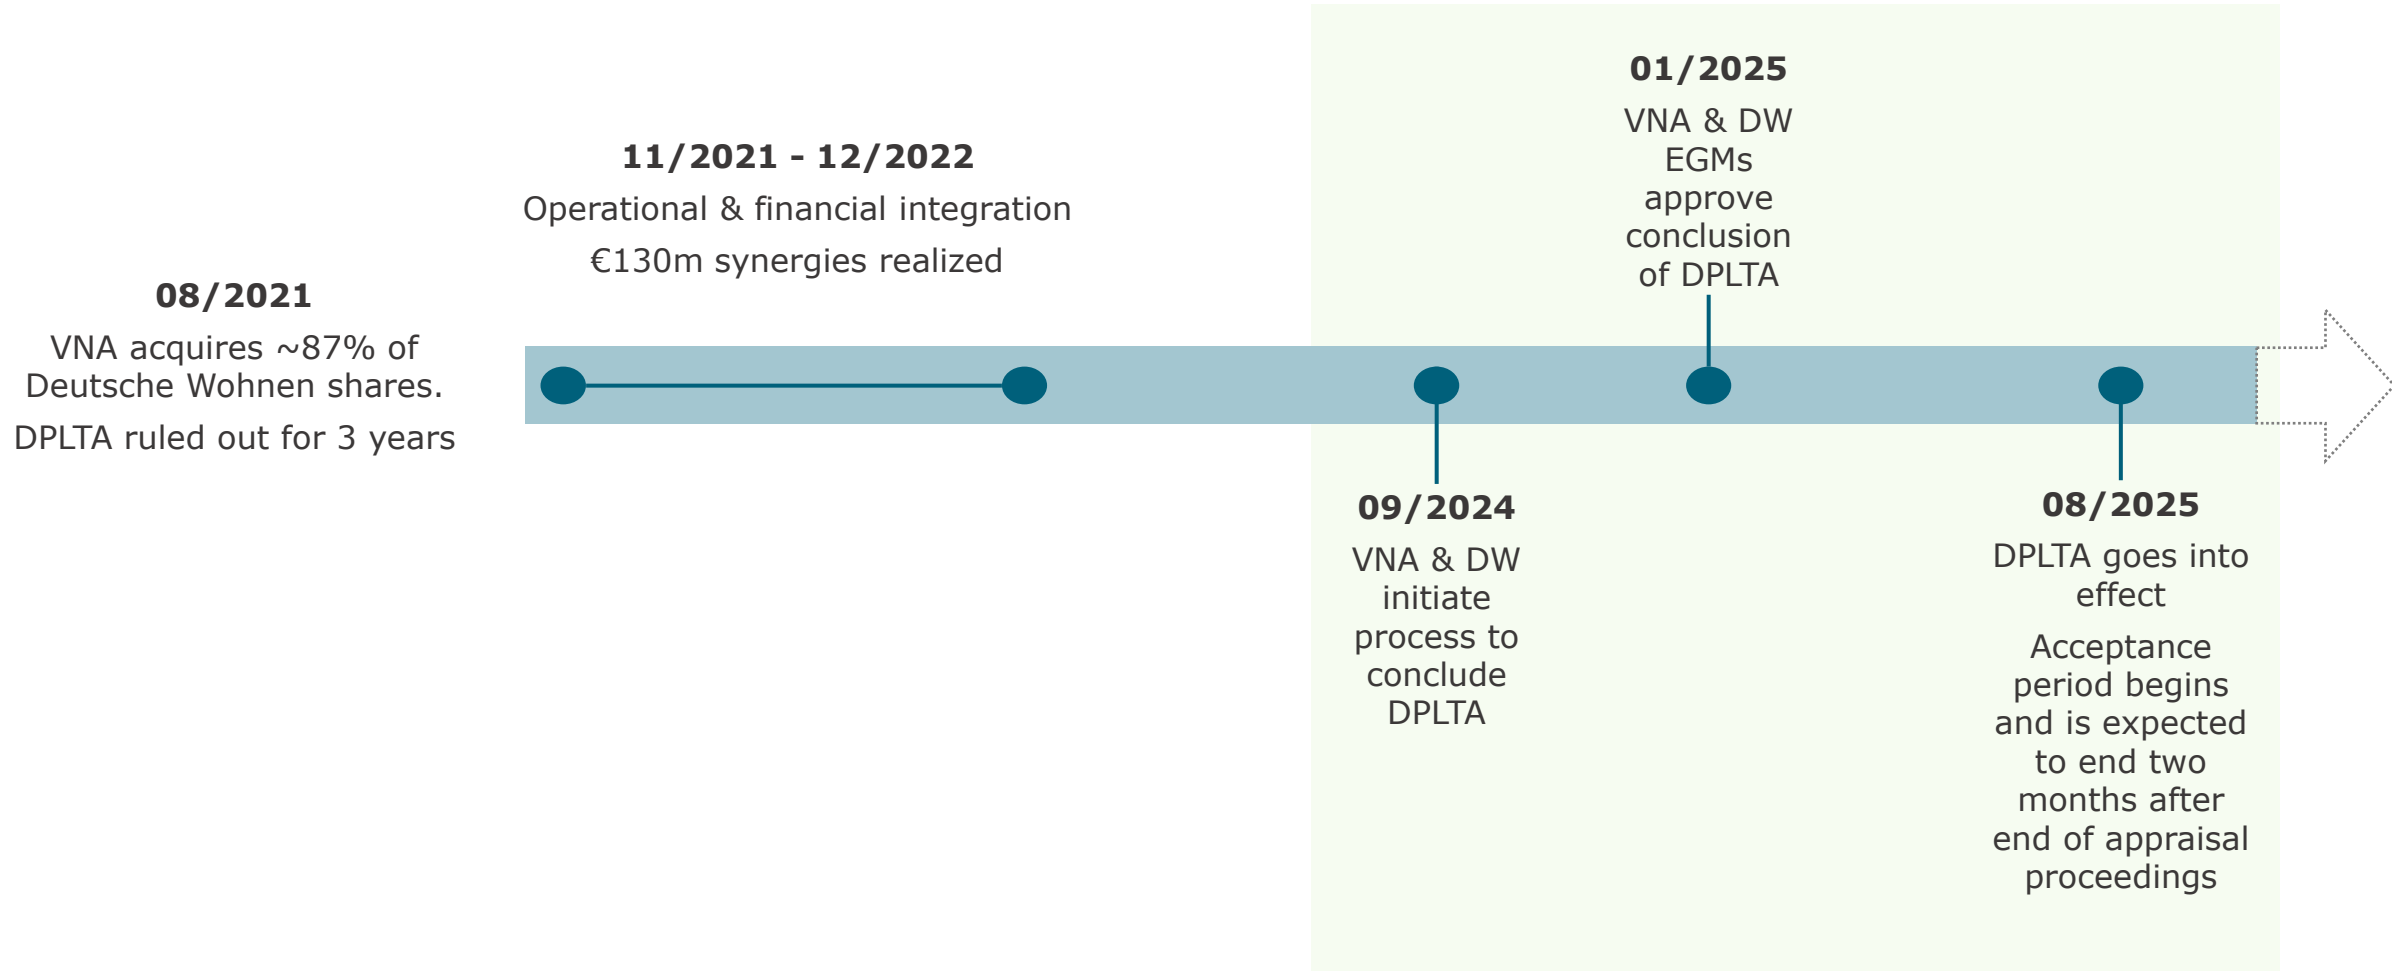 08/2021
VNA acquires ~87% of
Deutsche Wohnen shares.
DPLTA ruled out for 3 years
11/2021 - 12/2022
Operational & financial integration
€130m synergies realized
09/2024
VNA & DW
initiate
process to
conclude
DPLTA
01/2025
VNA & DW
EGMs
approve
conclusion
of DPLTA
08/2025
DPLTA goes into
effect
Acceptance
period begins
and is expected
to end two
months after
end of appraisal
proceedings